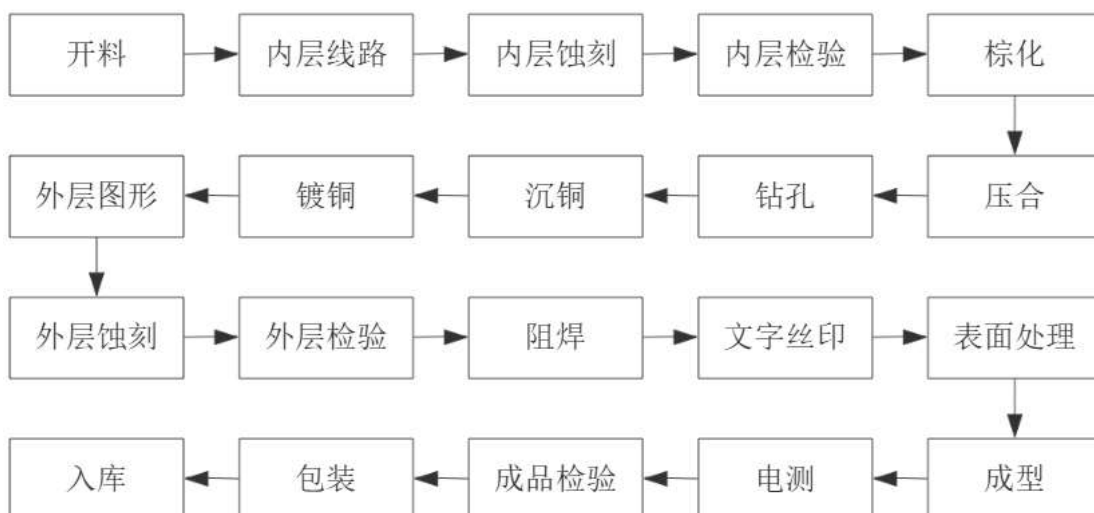 开料 内层线路 内层蚀刻 内层检验 棕化
外层图形 镀铜 沉铜 钻孔 压合
外层蚀刻 外层检验 阻焊 文字丝印 表面处理
入库 包装 成品检验 电测 成型